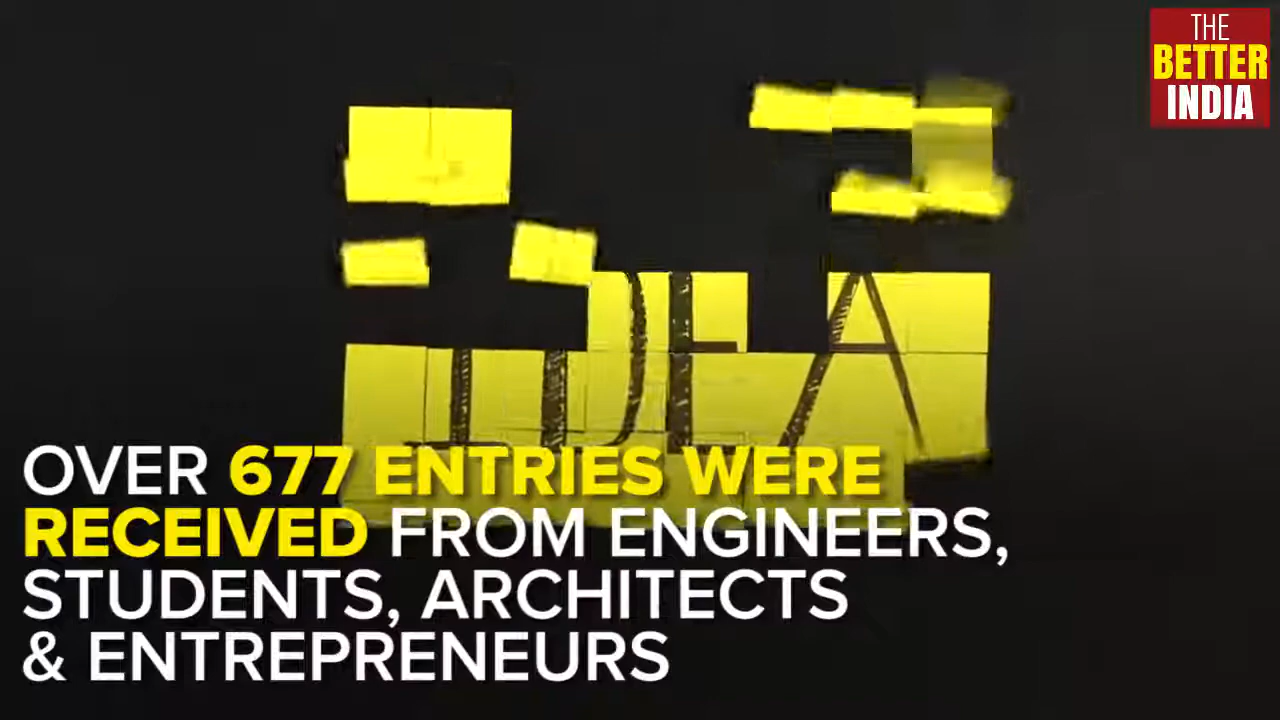 THE
BETTER
INDIA
IDEA
OVER 677 ENTRIES WERE
RECEIVED FROM ENGINEERS,
STUDENTS, ARCHITECTS
& ENTREPRENEURS